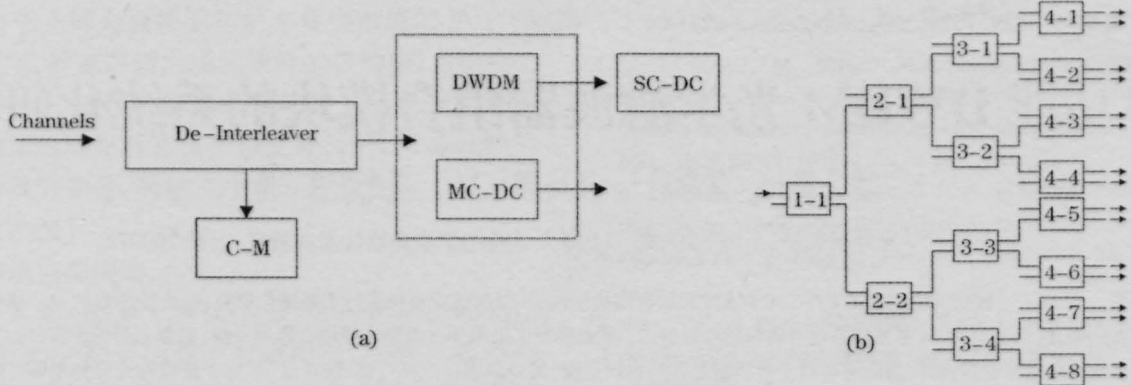 Channels
De-Interleaver
C-M
DWDM
MC-DC
SC-DC
(a)
1-1
2-1
2-2
3-1
3-2
3-3
3-4
4-1
4-2
4-3
4-4
4-5
4-6
4-7
4-8
(b)